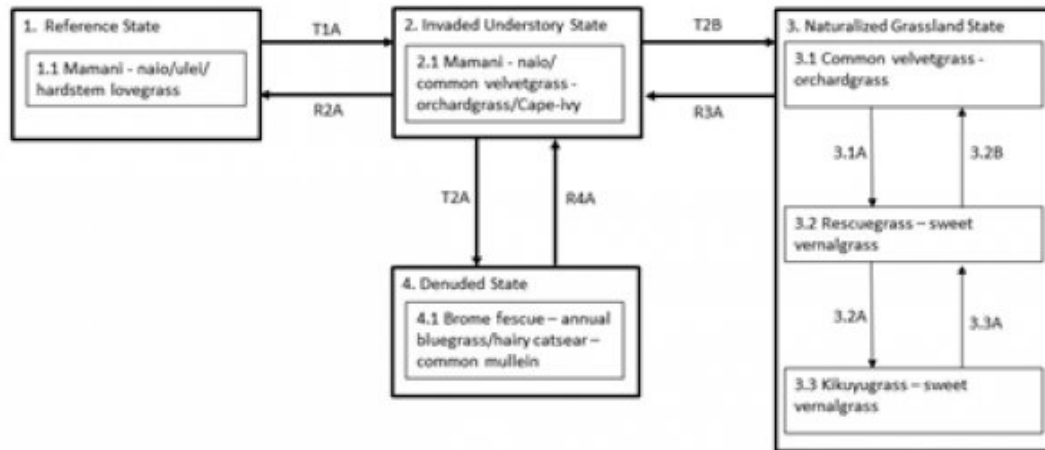 1. Reference State
1.1 Mamani - naio/ulei/
hardstem lovegrass
T1A
R2A
2. Invaded Understory State
2.1 Mamani - naio/
common velvetgrass -
orchardgrass/Cape-ivy
T2B
R3A
T2A
R4A
3. Naturalized Grassland State
3.1 Common velvetgrass -
orchardgrass
3.1A
3.2B
3.2 Rescuegrass – sweet
vernalgrass
3.2A
3.3A
3.3 Kikuyugrass – sweet
vernalgrass
4. Denuded State
4.1 Brome fescue – annual
bluegrass/hairy catsear –
common mullein